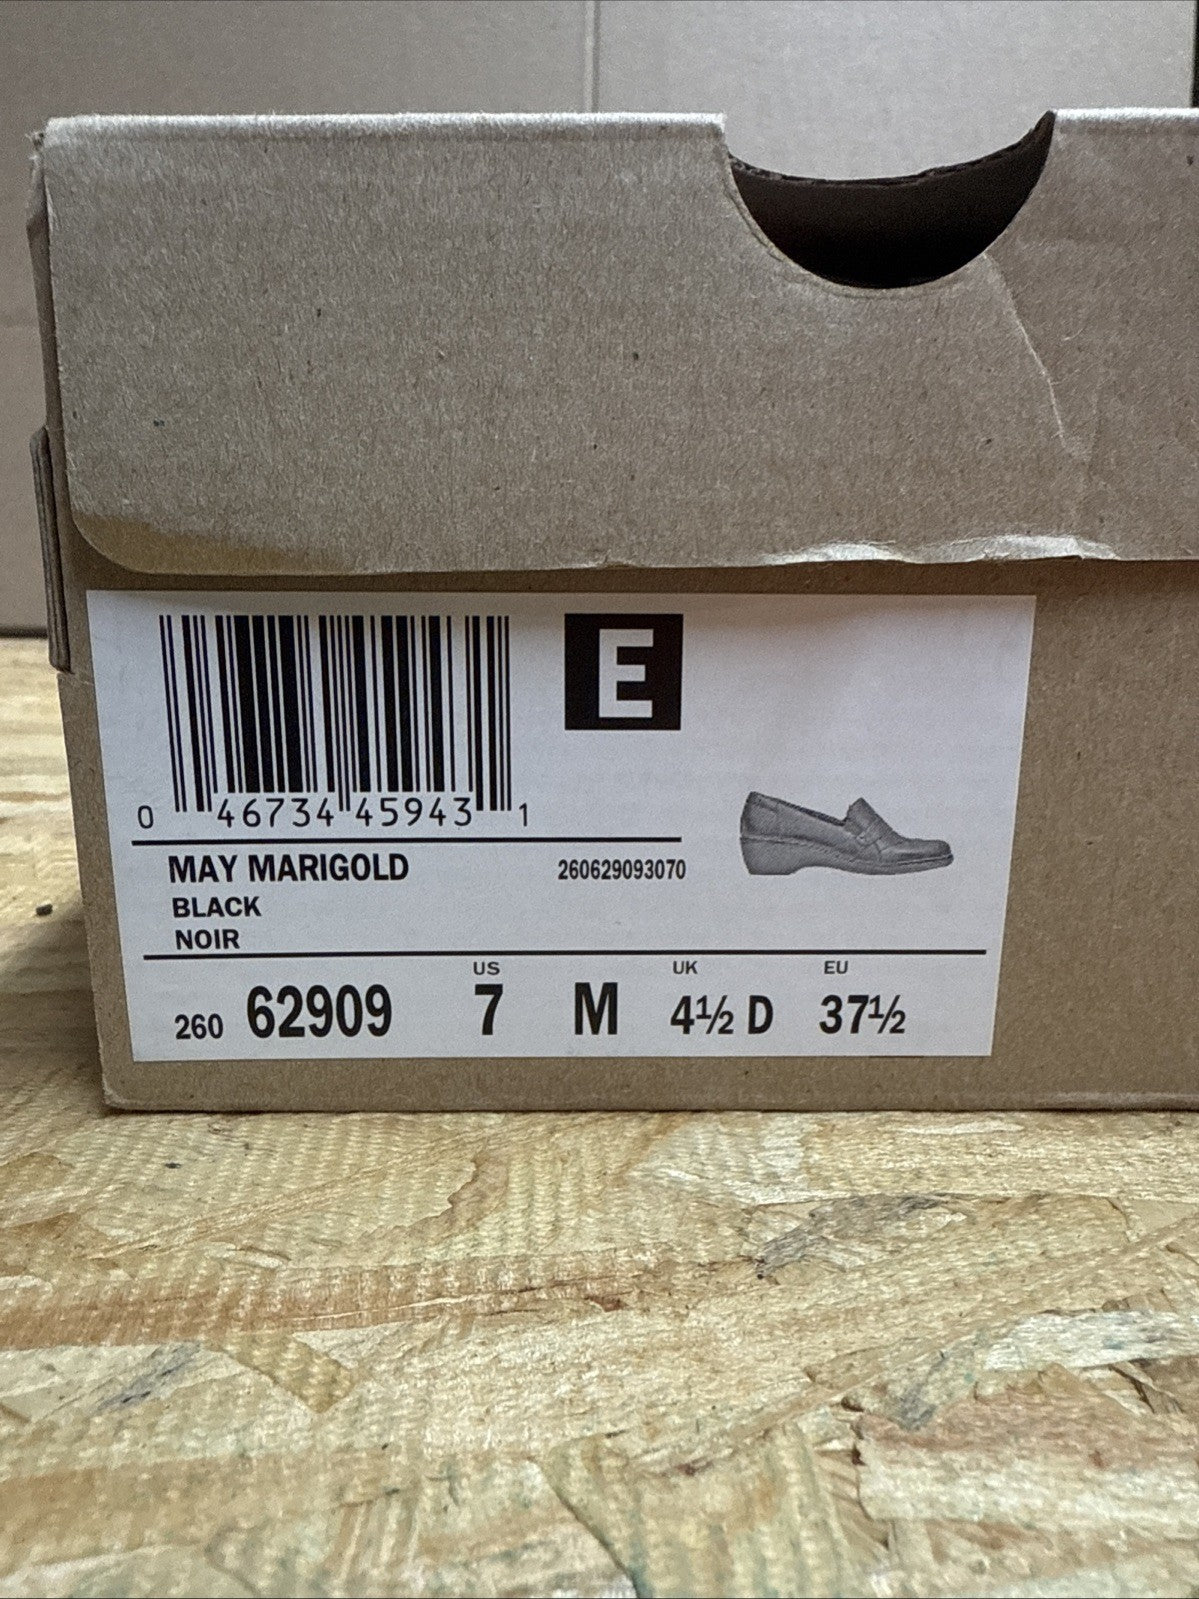 E
0 46734 45943 1
MAY MARIGOLD 260629093070
BLACK
NOIR
US UK EU
260 62909 7 M 4½ D 37½